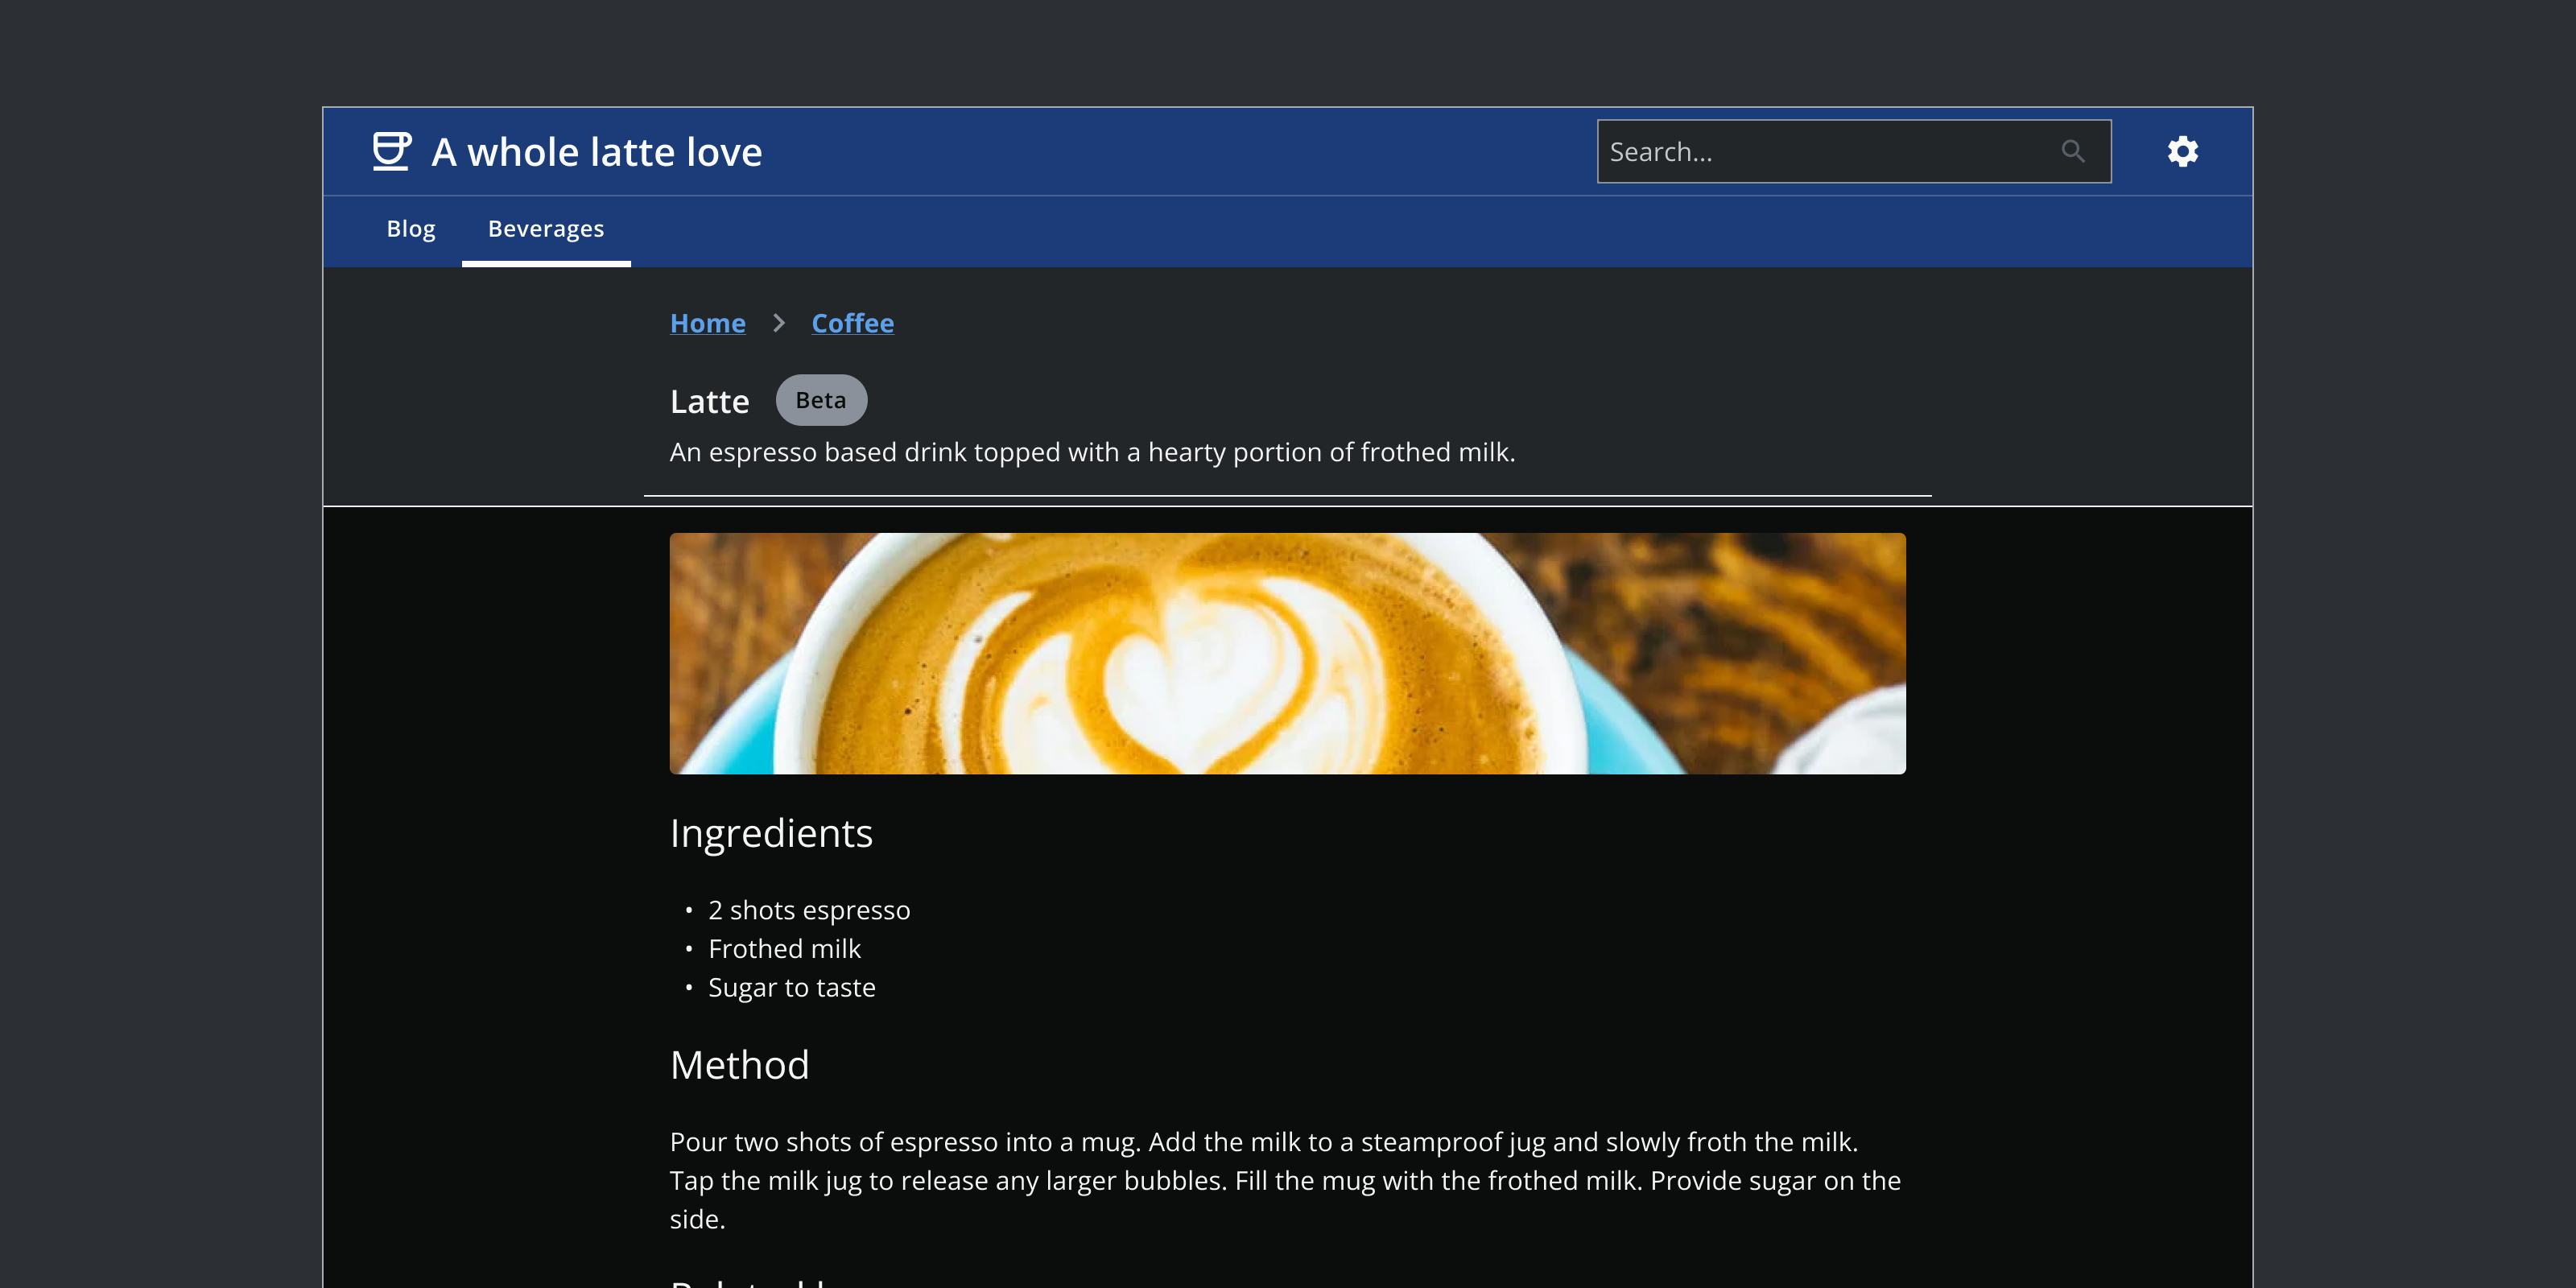 A whole latte love
Search...
Blog
Beverages
Home
Coffee
Latte
Beta
An espresso based drink topped with a hearty portion of frothed milk.
Ingredients
• 2 shots espresso
• Frothed milk
• Sugar to taste
Method
Pour two shots of espresso into a mug. Add the milk to a steamproof jug and slowly froth the milk.
Tap the milk jug to release any larger bubbles. Fill the mug with the frothed milk. Provide sugar on the
side.